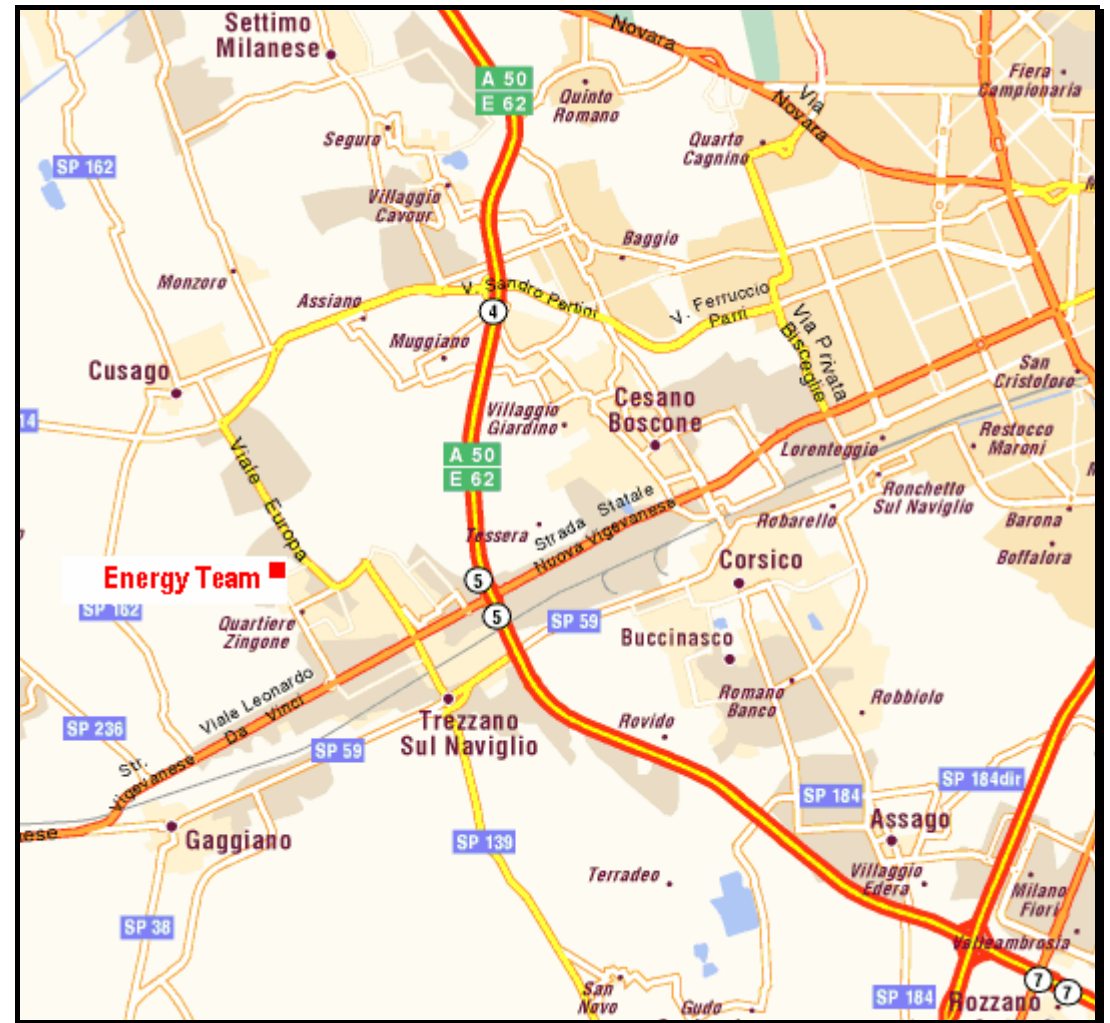 Settimo
Milanese
Novara
A 50
E 62
Quinto
Romano
Fiera
Campionaria
Via
Novara
Seguro
Quarto
Cagnino
SP 162
Villaggio
Cavour
Baggio
Monzoro
Assiano
V. Sandro Pertini
V. Ferruccio
Parri
4
Via Privata
Bisceglie
Muggiano
Cusago
San
Cristoforo
Cesano
Boscone
Villaggio
Giardino
14
Restocco
Maroni
Lorenteggio
A 50
E 62
Viale Europa
Ronchetto
Sul Naviglio
Strada Statale
Nuova Vigevanesa
Tessera
Robarello
Barona
Boffalora
Energy Team
5
Corsico
SP 162
Quartiere
Zingone
5
SP 59
Buccinasco
Viale Leonardo
Da Vinci
Romano
Banco
Robbiolo
Trezzano
Sul Naviglio
Rovido
SP 236
SP 59
Str.
Vigevanese
SP 184dir
SP 184
ese
Gaggiano
SP 139
Assago
Terradeo
Villaggio
Edera
Milano
Fiori
SP 38
Valleambrosia
7
7
San
Novo
Gudo
SP 184
Rozzano